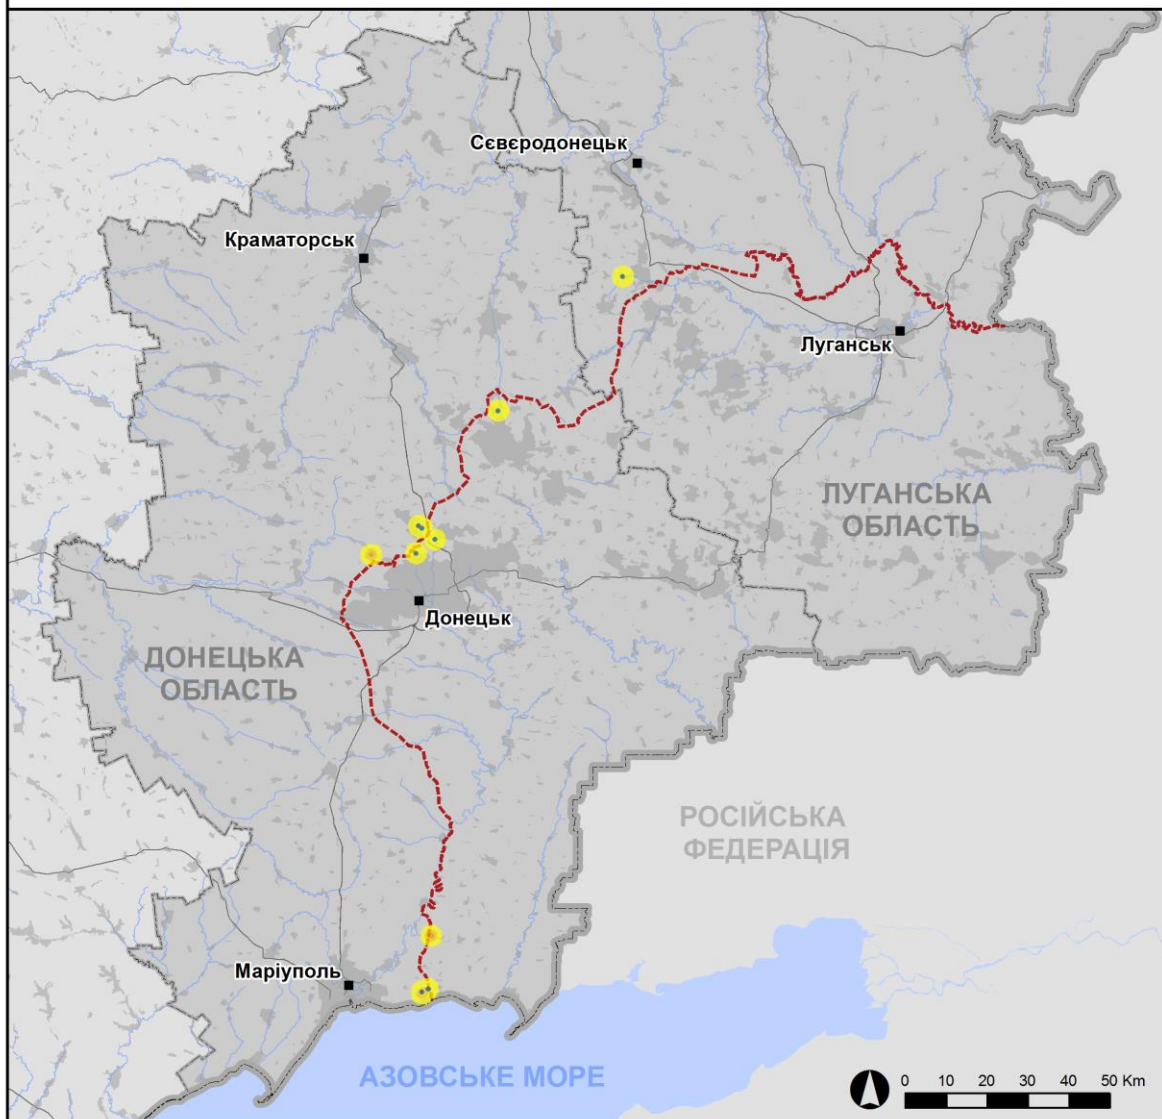 Сєвєродонецьк
Краматорськ
Луганськ
ЛУГАНСЬКА
ОБЛАСТЬ
Донецьк
ДОНЕЦЬКА
ОБЛАСТЬ
РОСІЙСЬКА
ФЕДЕРАЦІЯ
Маріуполь
АЗОВСЬКЕ МОРЕ
0 10 20 30 40 50 Km